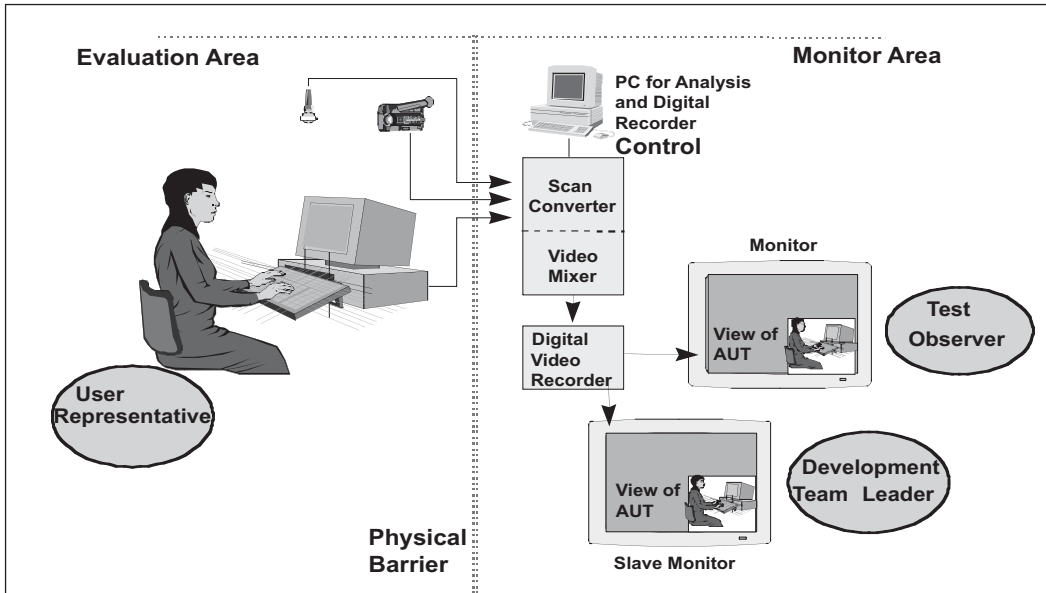 Evaluation Area
Monitor Area
PC for Analysis
and Digital
Recorder
Control
Scan
Converter
Video
Mixer
Digital
Video
Recorder
Monitor
View of
AUT
Test
Observer
User
Representative
View of
AUT
Development
Team Leader
Slave Monitor
Physical
Barrier